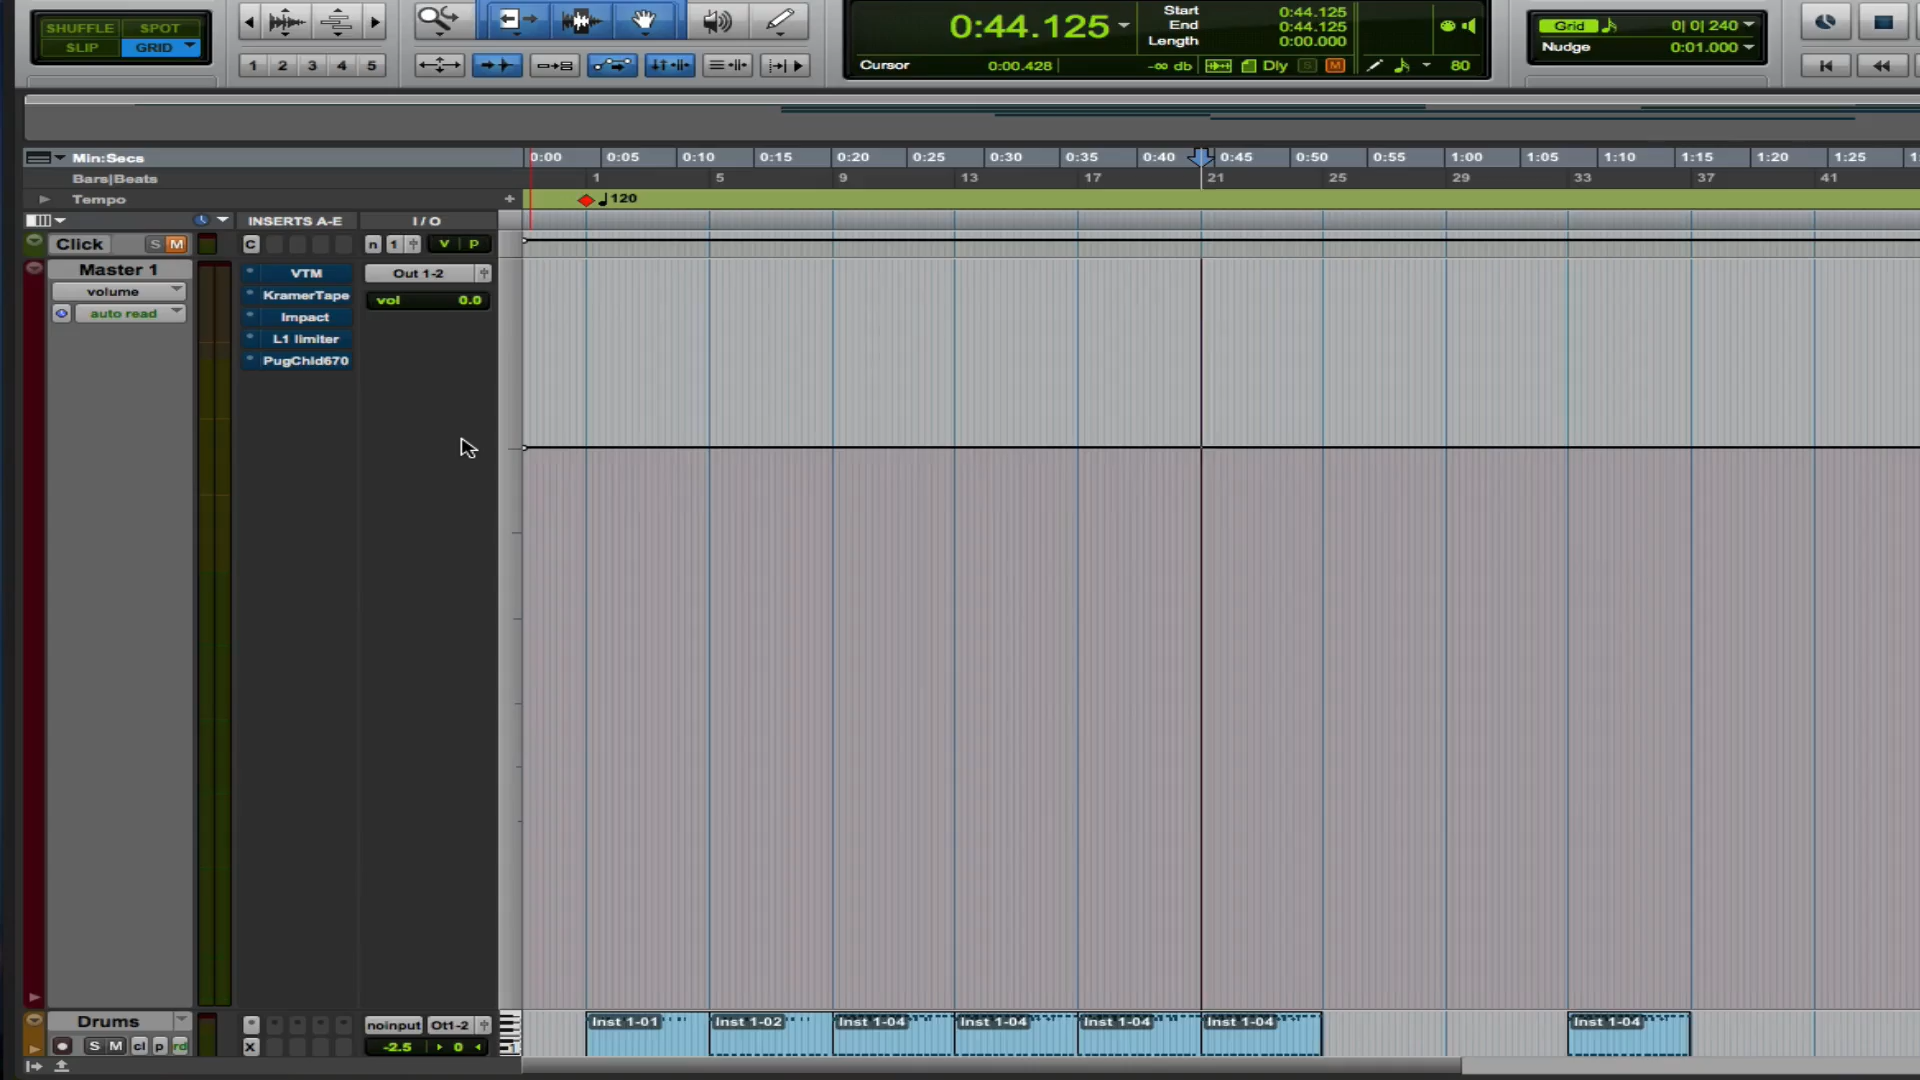 SHUFFLE SPOT
SLIP GRID
1 2 3 4 5
0:44.125
Start 0:44.125
End 0:44.125
Length 0:00.000
Cursor 0:00.428
-∞ db Dly S M 80
Grid 0| 0| 240
Nudge 0:01.000
Min:Secs 0:00 0:05 0:10 0:15 0:20 0:25 0:30 0:35 0:40 0:45 0:50 0:55 1:00 1:05 1:10 1:15 1:20 1:25
Bars|Beats 1 5 9 13 17 21 25 29 33 37 41
Tempo + 120
INSERTS A-E I / O
Click S M C n 1 V P
Master 1 VTM Out 1-2
volume KramerTape vol 0.0
auto read Impact
L1 limiter
PugChld670
Drums noinput Ot1-2 Inst 1-01 Inst 1-02 Inst 1-04 Inst 1-04 Inst 1-04 Inst 1-04 Inst 1-04
S M cl p rd X -2.5 0 1